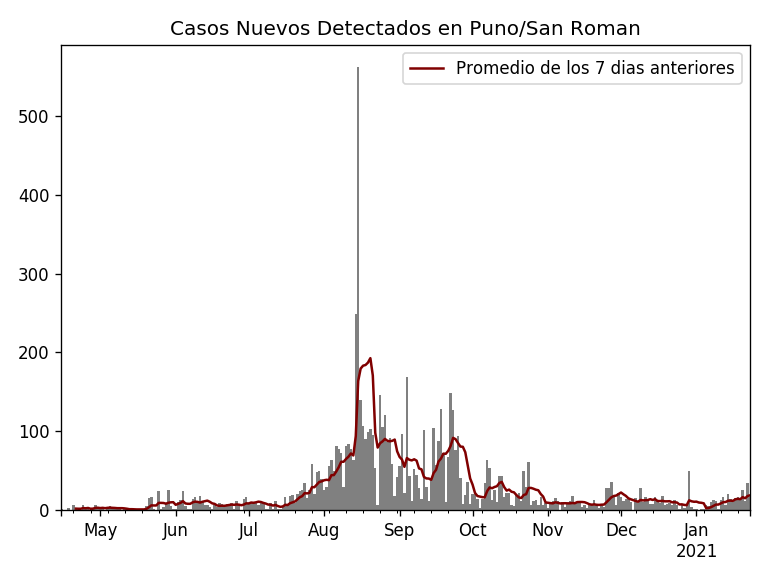 Casos Nuevos Detectados en Puno/San Roman
Promedio de los 7 dias anteriores
500
400
300
200
100
0
May Jun Jul Aug Sep Oct Nov Dec Jan
2021